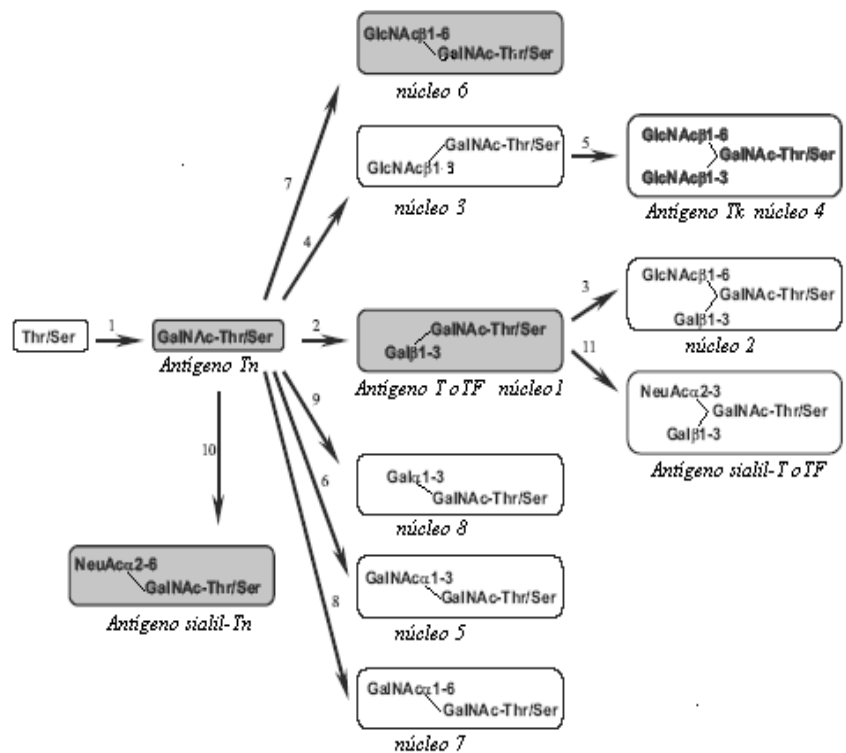 GlcNAcβ1-6
GalNAc-Thr/Ser
núcleo 6
7
4
GalNAc-Thr/Ser
GlcNAcβ1-3
núcleo 3
5
GlcNAcβ1-6
GalNAc-Thr/Ser
GlcNAcβ1-3
Antígeno Tk núcleo 4
Thr/Ser
1
GalNAc-Thr/Ser
Antígeno Tn
2
GalNAc-Thr/Ser
Galβ1-3
Antígeno T oTF núcleo1
3
GlcNAcβ1-6
GalNAc-Thr/Ser
Galβ1-3
núcleo 2
11
NeuAcα2-3
GalNAc-Thr/Ser
Galβ1-3
Antígeno sialil-T oTF
9
6
8
10
Galα1-3
GalNAc-Thr/Ser
núcleo 8
NeuAcα2-6
GalNAc-Thr/Ser
Antígeno sialil-Tn
GalNAcα1-3
GalNAc-Thr/Ser
núcleo 5
GalNAcα1-6
GalNAc-Thr/Ser
núcleo 7